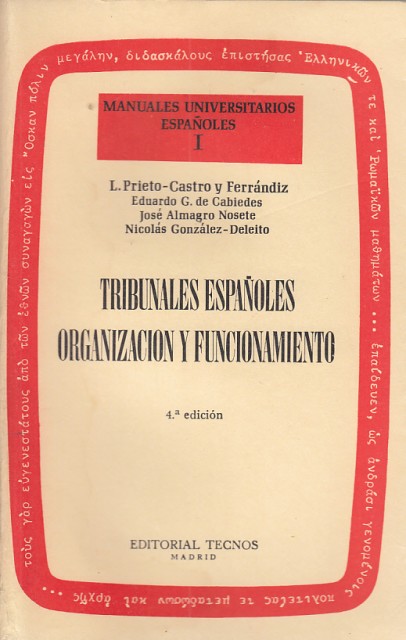 τοὺς γὰρ εὐγενεστάτους ἀπὸ τῶν ἐθνῶν συναγαγὼν εἰς Ὄσκαν πόλιν
μεγάλην, διδασκάλους ἐπιστήσας Ἑλληνικῶν
τε καὶ Ῥωμαϊκῶν μαθημάτων ... ἐπαίδευεν, ὡς ἀνδράσι γενομένοις
πολιτείας τε μεταδώσων καὶ ἀρχῆς ...
MANUALES UNIVERSITARIOS
ESPAÑOLES
I
L. Prieto-Castro y Ferrándiz
Eduardo G. de Cabiedes
José Almagro Nosete
Nicolás González-Deleito
TRIBUNALES ESPAÑOLES
ORGANIZACION Y FUNCIONAMIENTO
4.ª edición
EDITORIAL TECNOS
MADRID